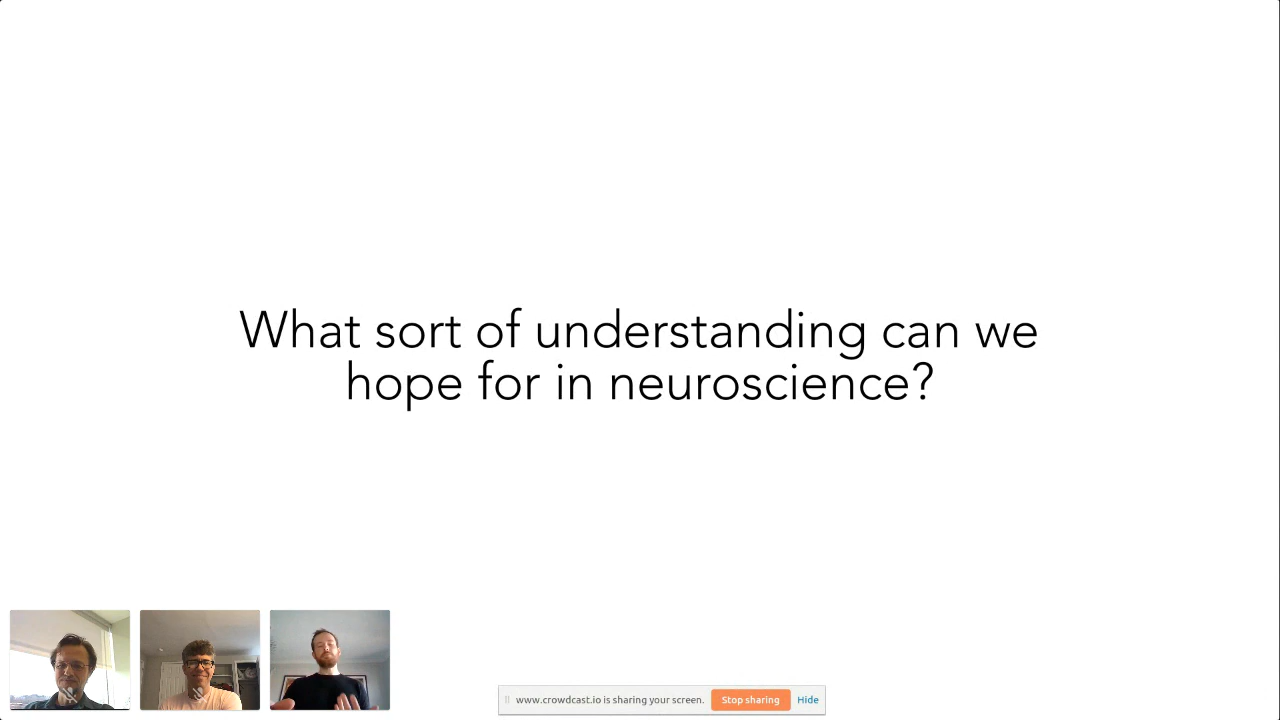 What sort of understanding can we
hope for in neuroscience?
www.crowdcast.io is sharing your screen. Stop sharing Hide